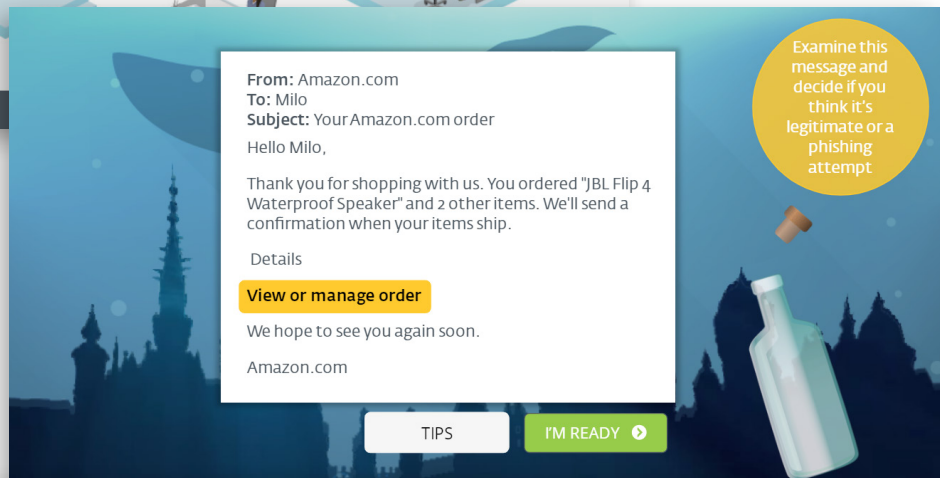 From: Amazon.com
To: Milo
Subject: Your Amazon.com order
Hello Milo,
Thank you for shopping with us. You ordered "JBL Flip 4
Waterproof Speaker" and 2 other items. We'll send a
confirmation when your items ship.
Details
View or manage order
We hope to see you again soon.
Amazon.com
Examine this
message and
decide if you
think it's
legitimate or a
phishing
attempt
TIPS
I'M READY